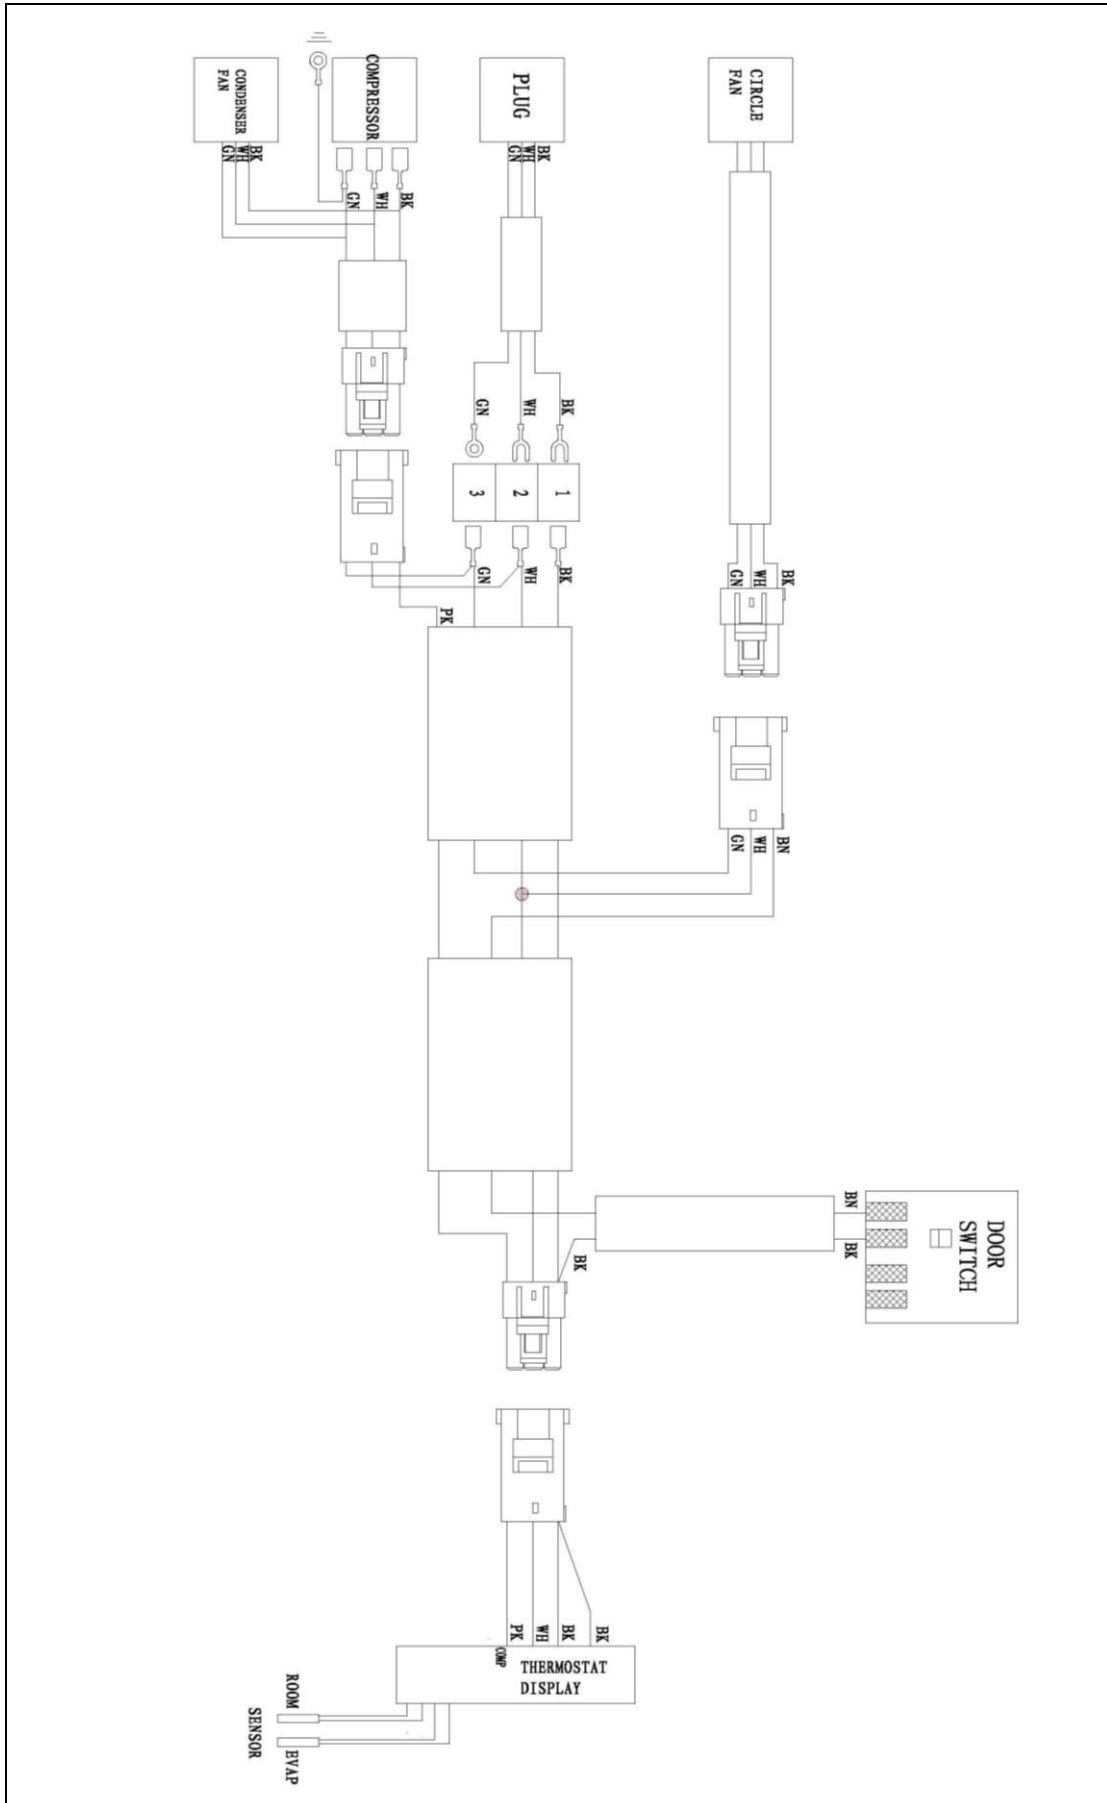 CONDENSER
FAN
COMPRESSOR
PLUG
CIRCLE
FAN
GN
WH
BK
GN
WH
BK
GN
WH
BK
GN
WH
BK
3
2
1
GN
WH
BK
PK
GN
WH
BK
GN
WH
BN
BN
BK
DOOR
SWITCH
BK
PK
WH
BK
BK
COMP
THERMOSTAT
DISPLAY
ROOM
SENSOR
EVAP